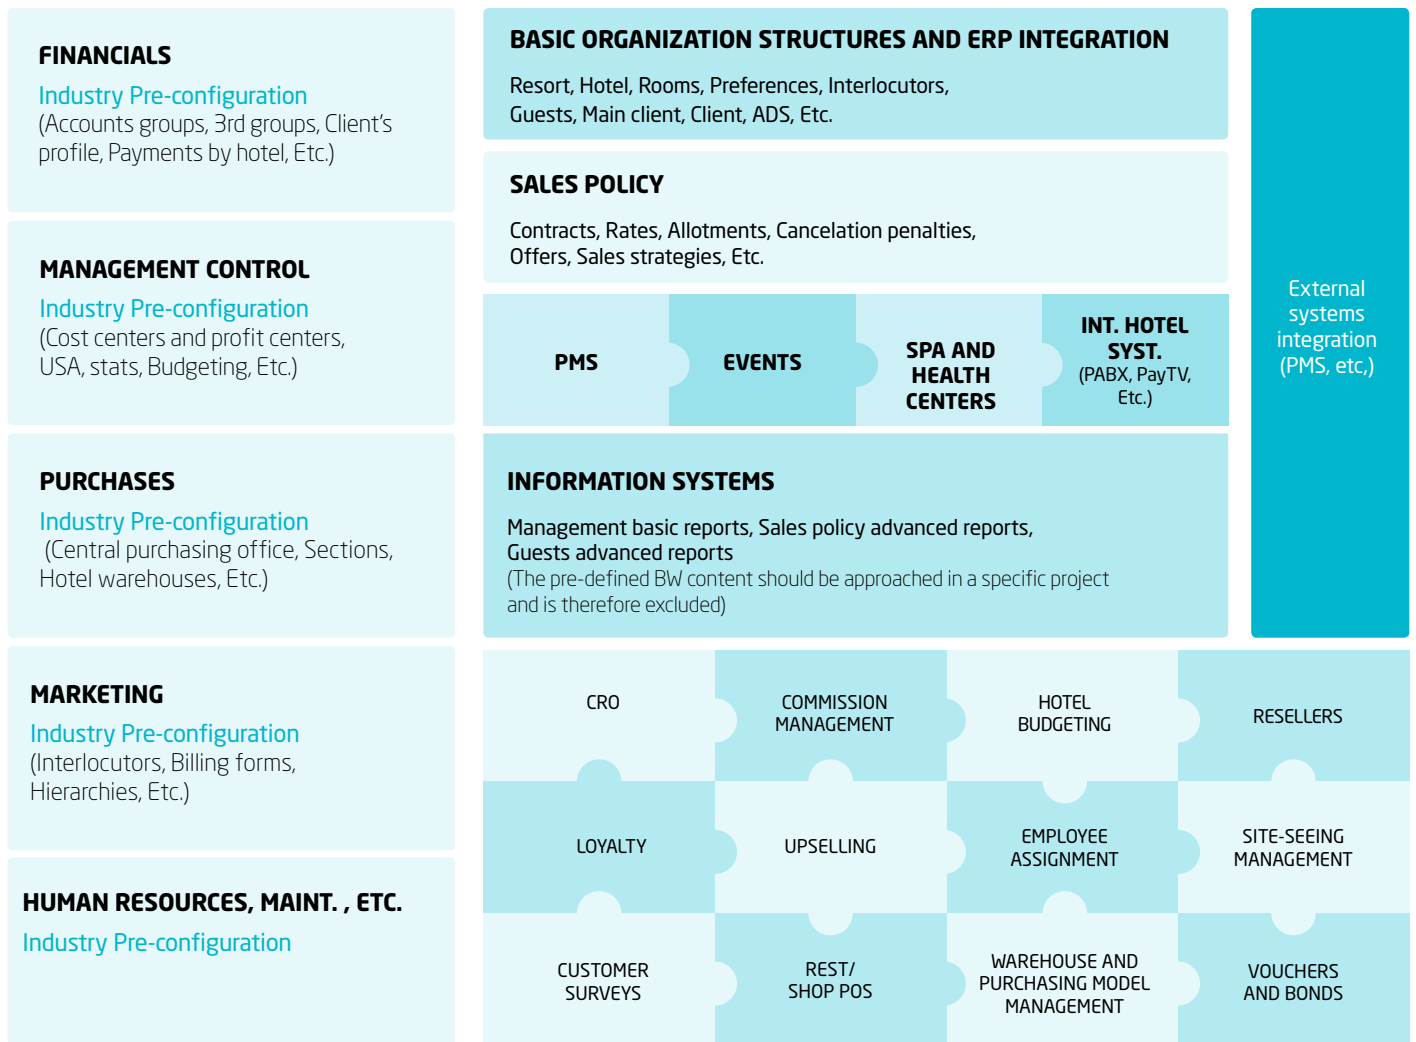 FINANCIALS
Industry Pre-configuration
(Accounts groups, 3rd groups, Client's
profile, Payments by hotel, Etc.)
MANAGEMENT CONTROL
Industry Pre-configuration
(Cost centers and profit centers,
USA, stats, Budgeting, Etc.)
PURCHASES
Industry Pre-configuration
(Central purchasing office, Sections,
Hotel warehouses, Etc.)
MARKETING
Industry Pre-configuration
(Interlocutors, Billing forms,
Hierarchies, Etc.)
HUMAN RESOURCES, MAINT. , ETC.
Industry Pre-configuration
BASIC ORGANIZATION STRUCTURES AND ERP INTEGRATION
Resort, Hotel, Rooms, Preferences, Interlocutors,
Guests, Main client, Client, ADS, Etc.
SALES POLICY
Contracts, Rates, Allotments, Cancelation penalties,
Offers, Sales strategies, Etc.
PMS
EVENTS
SPA AND
HEALTH
CENTERS
INT. HOTEL
SYST.
(PABX, PayTV,
Etc.)
INFORMATION SYSTEMS
Management basic reports, Sales policy advanced reports,
Guests advanced reports
(The pre-defined BW content should be approached in a specific project
and is therefore excluded)
External
systems
integration
(PMS, etc,)
CRO
COMMISSION
MANAGEMENT
HOTEL
BUDGETING
RESELLERS
LOYALTY
UPSELLING
EMPLOYEE
ASSIGNMENT
SITE-SEEING
MANAGEMENT
CUSTOMER
SURVEYS
REST/
SHOP POS
WAREHOUSE AND
PURCHASING MODEL
MANAGEMENT
VOUCHERS
AND BONDS